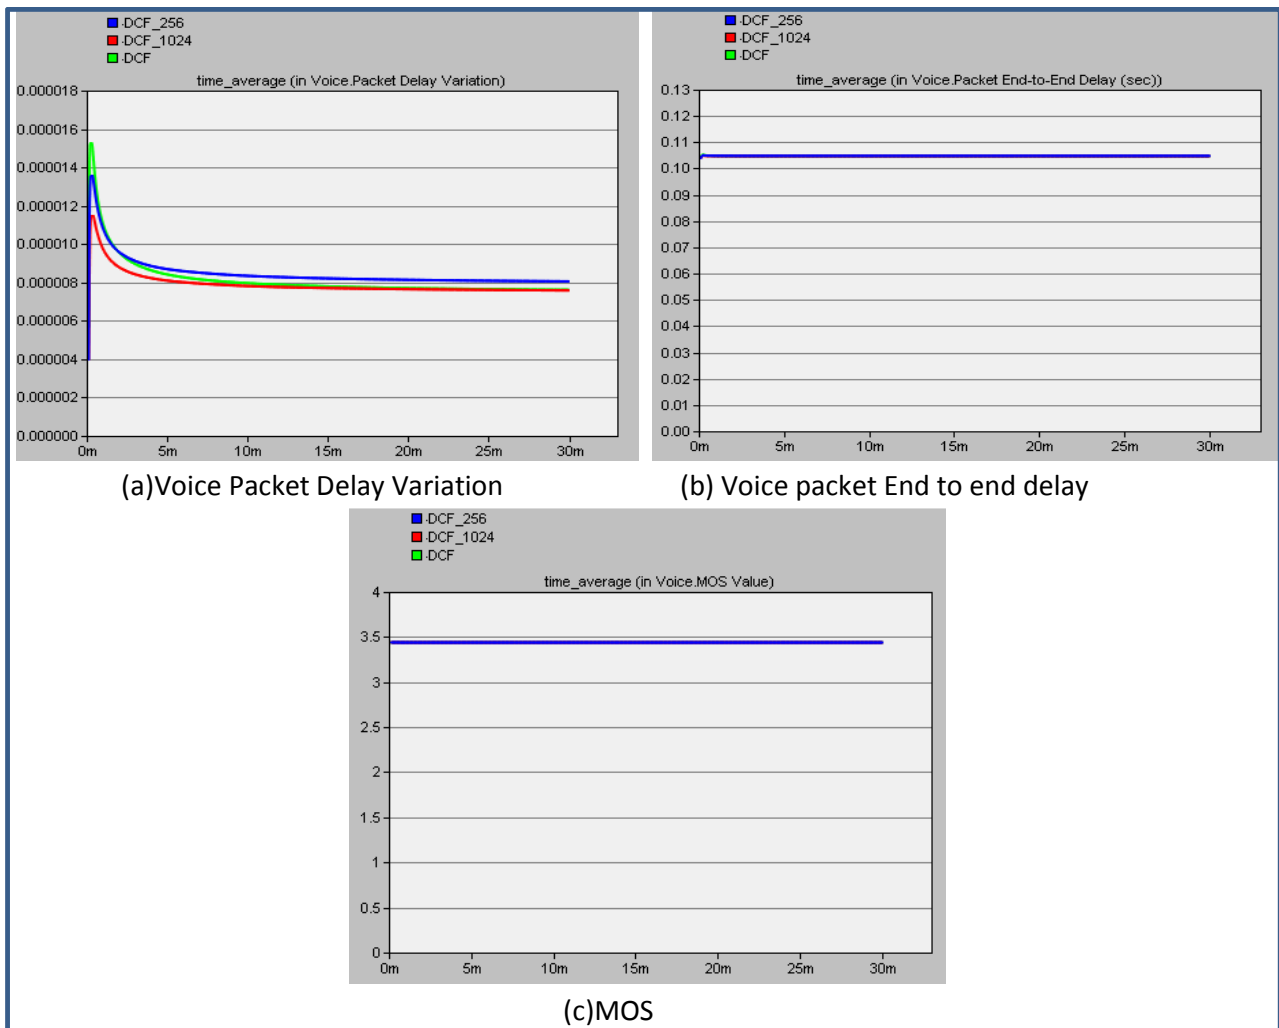 DCF_256
DCF_1024
DCF
time_average (in Voice.Packet Delay Variation)
0.000018
0.000016
0.000014
0.000012
0.000010
0.000008
0.000006
0.000004
0.000002
0.000000
0m 5m 10m 15m 20m 25m 30m
(a)Voice Packet Delay Variation
DCF_256
DCF_1024
DCF
time_average (in Voice.Packet End-to-End Delay (sec))
0.13
0.12
0.11
0.10
0.09
0.08
0.07
0.06
0.05
0.04
0.03
0.02
0.01
0.00
0m 5m 10m 15m 20m 25m 30m
(b) Voice packet End to end delay
DCF_256
DCF_1024
DCF
time_average (in Voice.MOS Value)
4
3.5
3
2.5
2
1.5
1
0.5
0
0m 5m 10m 15m 20m 25m 30m
(c)MOS